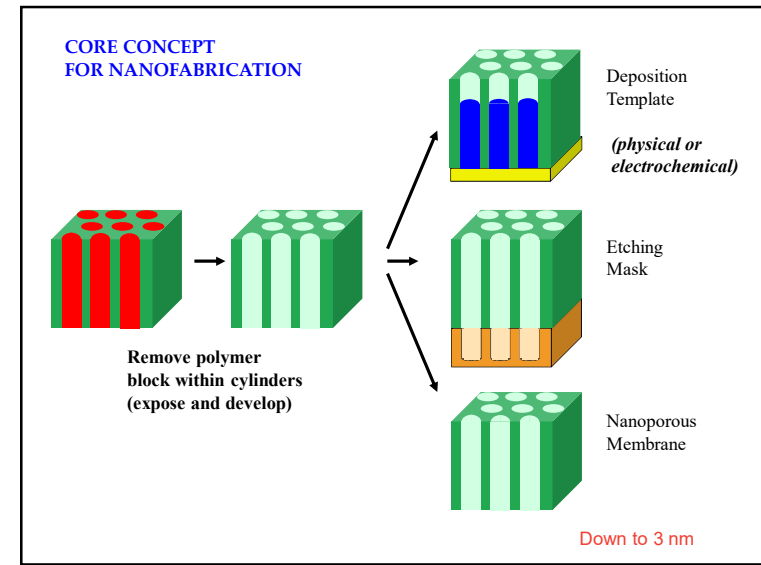 CORE CONCEPT
FOR NANOFABRICATION
Deposition
Template
(physical or
electrochemical)
Remove polymer
block within cylinders
(expose and develop)
Etching
Mask
Nanoporous
Membrane
Down to 3 nm